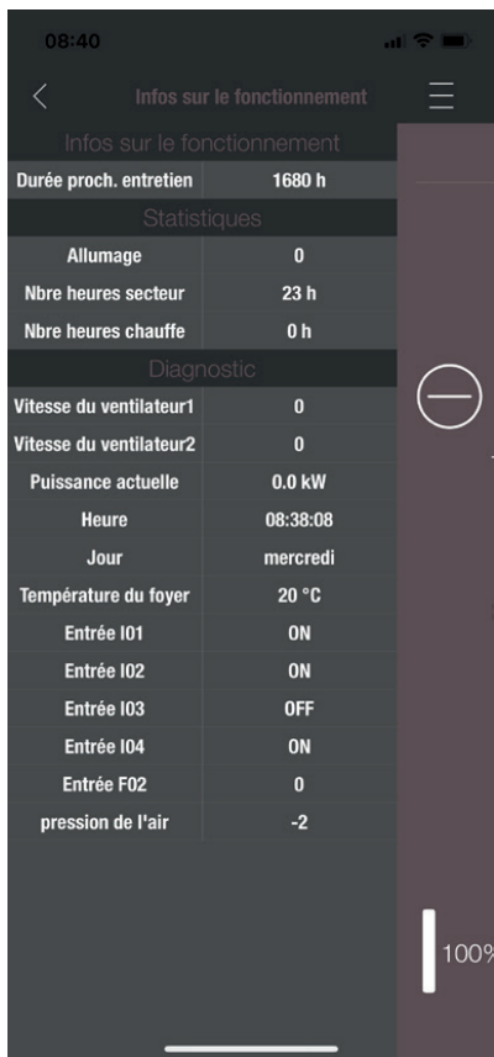 08:40
Infos sur le fonctionnement
Infos sur le fonctionnement
Durée proch. entretien 1680 h
Statistiques
Allumage 0
Nbre heures secteur 23 h
Nbre heures chauffe 0 h
Diagnostic
Vitesse du ventilateur1 0
Vitesse du ventilateur2 0
Puissance actuelle 0.0 kW
Heure 08:38:08
Jour mercredi
Température du foyer 20 °C
Entrée I01 ON
Entrée I02 ON
Entrée I03 OFF
Entrée I04 ON
Entrée F02 0
pression de l'air -2
100%